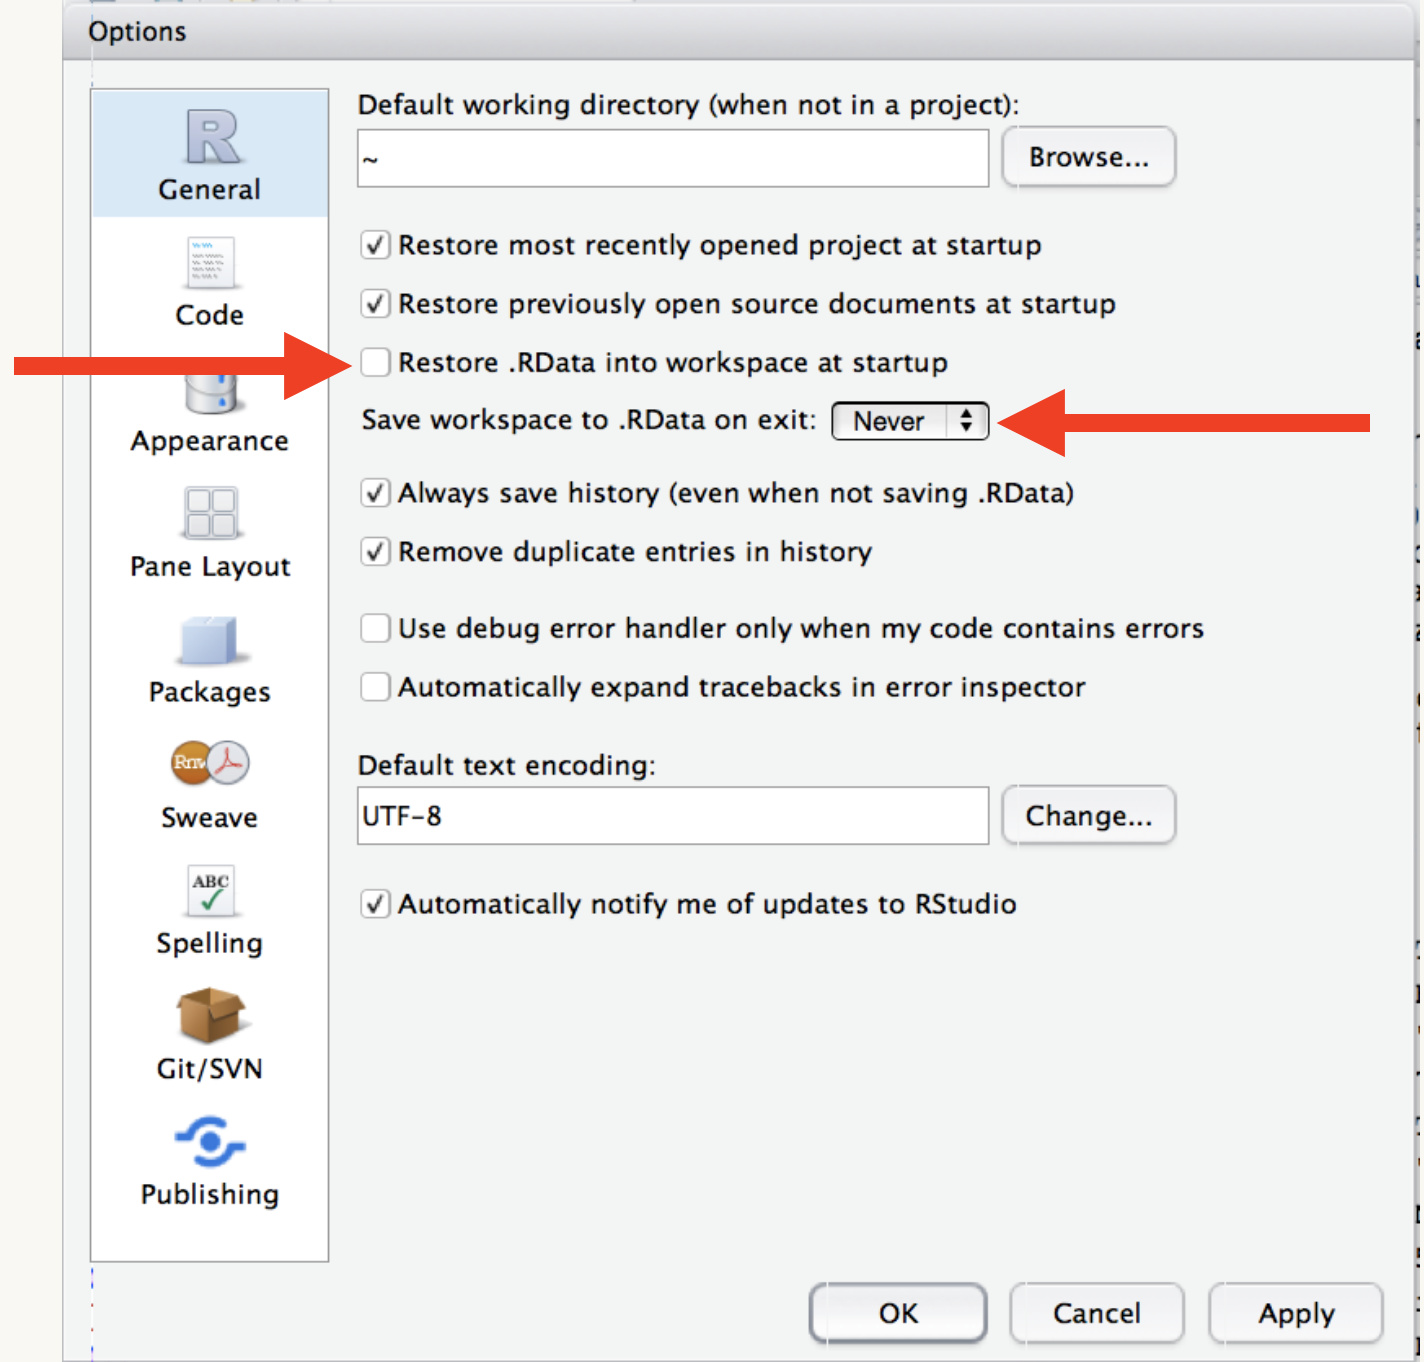 Options
General
Code
Appearance
Pane Layout
Packages
Rnw
Sweave
ABC
Spelling
Git/SVN
Publishing
Default working directory (when not in a project):
~
Browse...
Restore most recently opened project at startup
Restore previously open source documents at startup
Restore .RData into workspace at startup
Save workspace to .RData on exit: Never
Always save history (even when not saving .RData)
Remove duplicate entries in history
Use debug error handler only when my code contains errors
Automatically expand tracebacks in error inspector
Default text encoding:
UTF-8
Change...
Automatically notify me of updates to RStudio
OK
Cancel
Apply